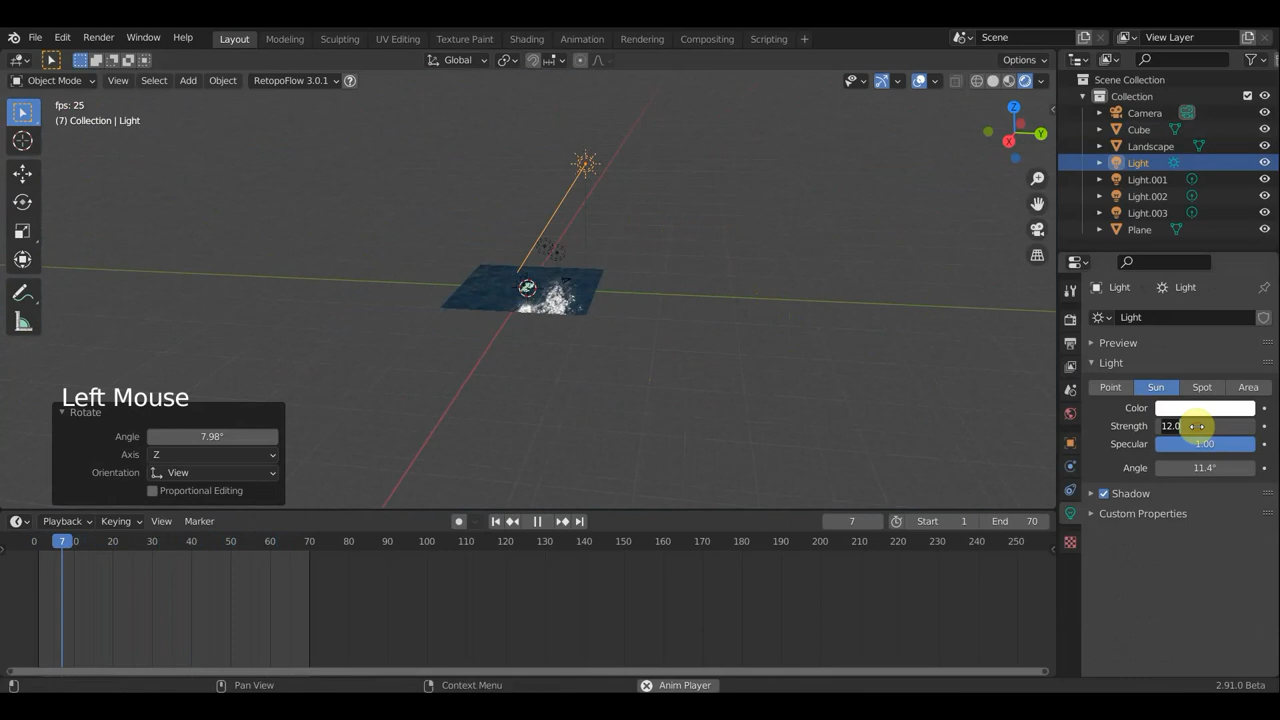 File Edit Render Window Help Layout Modeling Sculpting UV Editing Texture Paint Shading Animation Rendering Compositing Scripting + Scene View Layer
Global Options
Object Mode View Select Add Object RetopoFlow 3.0.1
fps: 25
(7) Collection | Light
Z
Y
X
Scene Collection
Collection
Camera
Cube
Landscape
Light
Light.001
Light.002
Light.003
Plane
Light Light
Light
Preview
Light
Point Sun Spot Area
Color
Strength 12.0
Specular 1.00
Angle 11.4°
Shadow
Custom Properties
Left Mouse
Rotate
Angle 7.98°
Axis Z
Orientation View
Proportional Editing
Playback Keying View Marker 7 Start 1 End 70
0 7 0 20 30 40 50 60 70 80 90 100 110 120 130 140 150 160 170 180 190 200 210 220 230 240 250
Pan View Context Menu Anim Player 2.91.0 Beta